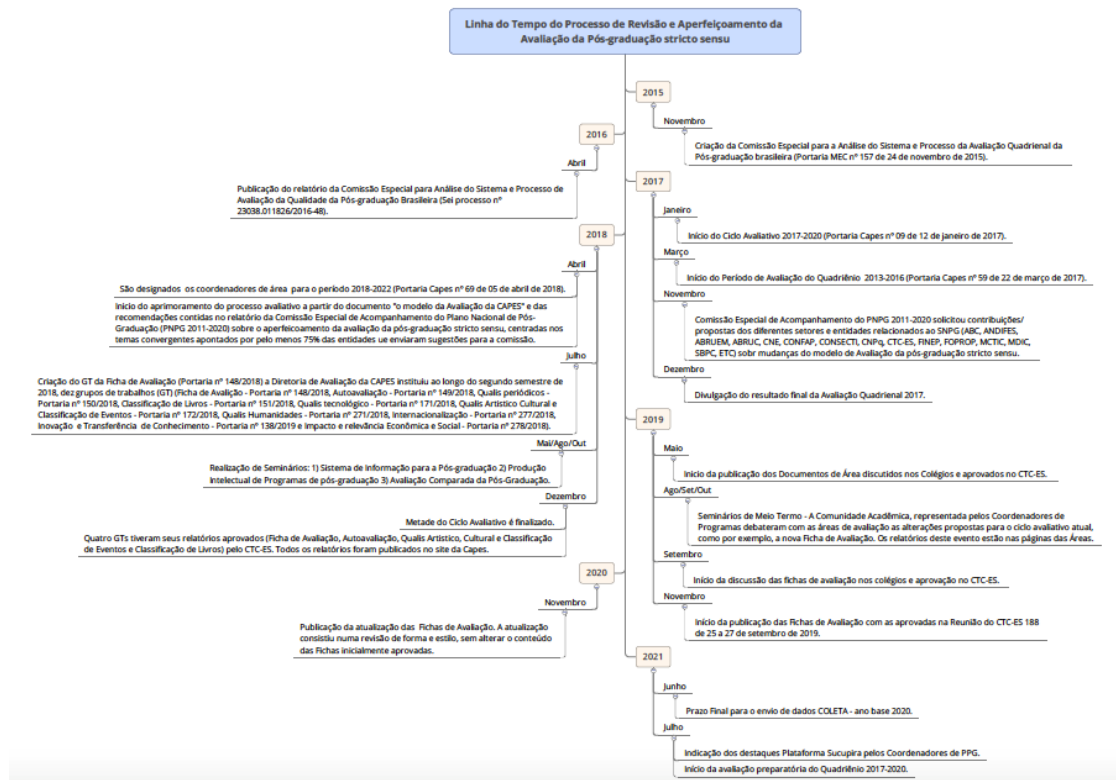 Linha do Tempo do Processo de Revisão e Aperfeiçoamento da
Avaliação da Pós-graduação stricto sensu
2015
Novembro
Criação da Comissão Especial para a Análise do Sistema e Processo da Avaliação Quadrienal da
Pós-graduação brasileira (Portaria MEC nº 157 de 24 de novembro de 2015).
2016
Abril
Publicação do relatório da Comissão Especial para Análise do Sistema e Processo de
Avaliação da Qualidade da Pós-graduação Brasileira (Sei processo nº
23038.011826/2016-48).
2017
Janeiro
Início do Ciclo Avaliativo 2017-2020 (Portaria Capes nº 09 de 12 de janeiro de 2017).
Março
Início do Período de Avaliação do Quadriênio 2013-2016 (Portaria Capes nº 59 de 22 de março de 2017).
Novembro
Comissão Especial de Acompanhamento do PNPG 2011-2020 solicitou contribuições/
propostas dos diferentes setores e entidades relacionados ao SNPG (ABC, ANDIFES,
ABRUEM, ABRUC, CNE, CONFAP, CONSECTI, CNPq, CTC-ES, FINEP, FOPROP, MCTIC, MDIC,
SBPC, ETC) sobr mudanças do modelo de Avaliação da pós-graduação stricto sensu.
Dezembro
Divulgação do resultado final da Avaliação Quadrienal 2017.
2018
Abril
São designados os coordenadores de área para o período 2018-2022 (Portaria Capes nº 69 de 05 de abril de 2018).
Início do aprimoramento do processo avaliativo a partir do documento "o modelo da Avaliação da CAPES" e das
recomendações contidas no relatório da Comissão Especial de Acompanhamento do Plano Nacional de Pós-
Graduação (PNPG 2011-2020) sobre o aperfeicoamento da avaliação da pós-graduação stricto sensu, centradas nos
temas convergentes apontados por pelo menos 75% das entidades ue enviaram sugestões para a comissão.
Julho
Criação do GT da Ficha de Avaliação (Portaria nº 148/2018) a Diretoria de Avaliação da CAPES instituiu ao longo do segundo semestre de
2018, dez grupos de trabalhos (GT) (Ficha de Avalição - Portaria nº 148/2018, Autoavaliação - Portaria nº 149/2018, Qualis periódicos -
Portaria nº 150/2018, Classificação de Livros - Portaria nº 151/2018, Qualis tecnológico - Portaria nº 171/2018, Qualis Artístico Cultural e
Classificação de Eventos - Portaria nº 172/2018, Qualis Humanidades - Portaria nº 271/2018, Internacionalização - Portaria nº 277/2018,
Inovação e Transferência de Conhecimento - Portaria nº 138/2019 e Impacto e relevância Econômica e Social - Portaria nº 278/2018).
Mai/Ago/Out
Realização de Seminários: 1) Sistema de Informação para a Pós-graduação 2) Produção
Intelectual de Programas de pós-graduação 3) Avaliação Comparada da Pós-Graduação.
Dezembro
Metade do Ciclo Avaliativo é finalizado.
Quatro GTs tiveram seus relatórios aprovados (Ficha de Avaliação, Autoavaliação, Qualis Artístico, Cultural e Classificação
de Eventos e Classificação de Livros) pelo CTC-ES. Todos os relatórios foram publicados no site da Capes.
2019
Maio
Início da publicação dos Documentos de Área discutidos nos Colégios e aprovados no CTC-ES.
Ago/Set/Out
Seminários de Meio Termo - A Comunidade Acadêmica, representada pelos Coordenadores de
Programas debateram com as áreas de avaliação as alterações propostas para o ciclo avaliativo atual,
como por exemplo, a nova Ficha de Avaliação. Os relatórios deste evento estão nas páginas das Áreas.
Setembro
Início da discussão das fichas de avaliação nos colégios e aprovação no CTC-ES.
Novembro
Início da publicação das Fichas de Avaliação com as aprovadas na Reunião do CTC-ES 188
de 25 a 27 de setembro de 2019.
2020
Novembro
Publicação da atualização das Fichas de Avaliação. A atualização
consistiu numa revisão de forma e estilo, sem alterar o conteúdo
das Fichas inicialmente aprovadas.
2021
Junho
Prazo Final para o envio de dados COLETA - ano base 2020.
Julho
Indicação dos destaques Plataforma Sucupira pelos Coordenadores de PPG.
Início da avaliação preparatória do Quadriênio 2017-2020.